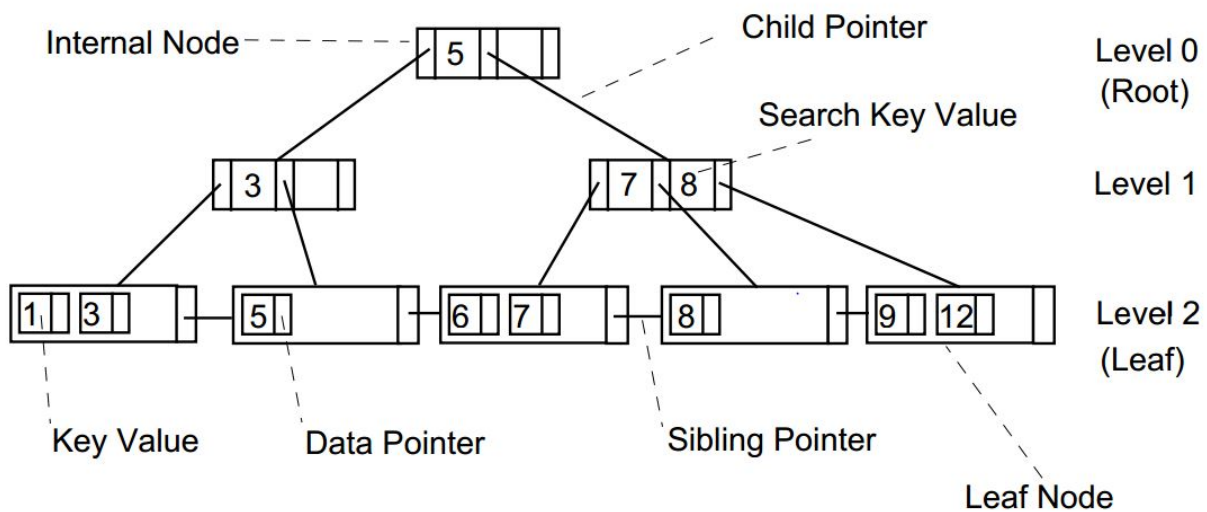 Internal Node
5
Child Pointer
Level 0
(Root)
Search Key Value
3
7 8
Level 1
1 3
5
6 7
8
9 12
Level 2
(Leaf)
Key Value
Data Pointer
Sibling Pointer
Leaf Node